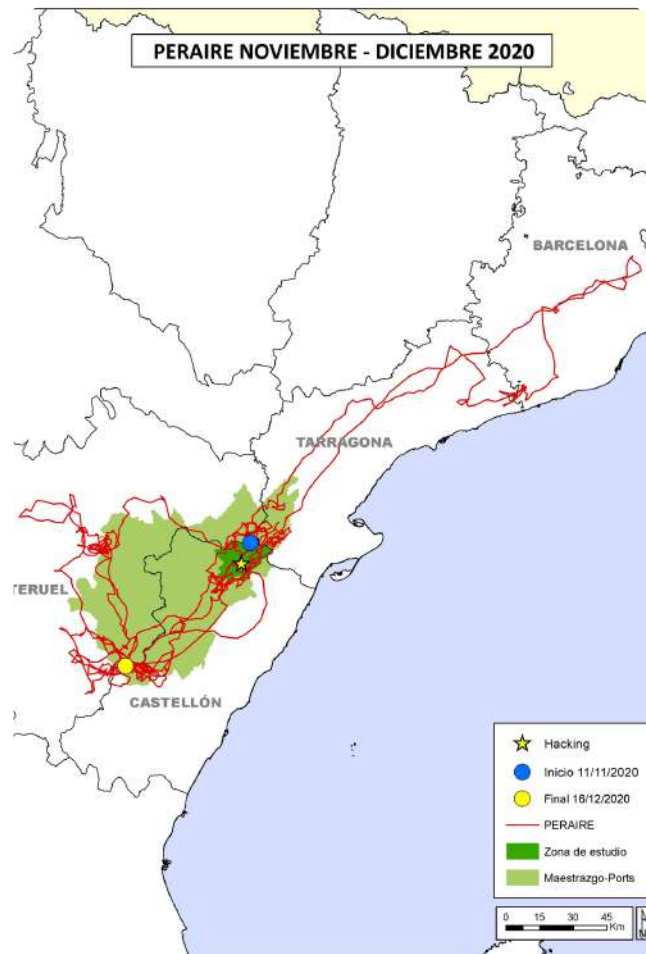 PERAIRE NOVIEMBRE - DICIEMBRE 2020
BARCELONA
TARRAGONA
TERUEL
CASTELLÓN
Hacking
Inicio 11/11/2020
Final 16/12/2020
PERAIRE
Zona de estudio
Maestrazgo-Ports
0 15 30 45
Km
N